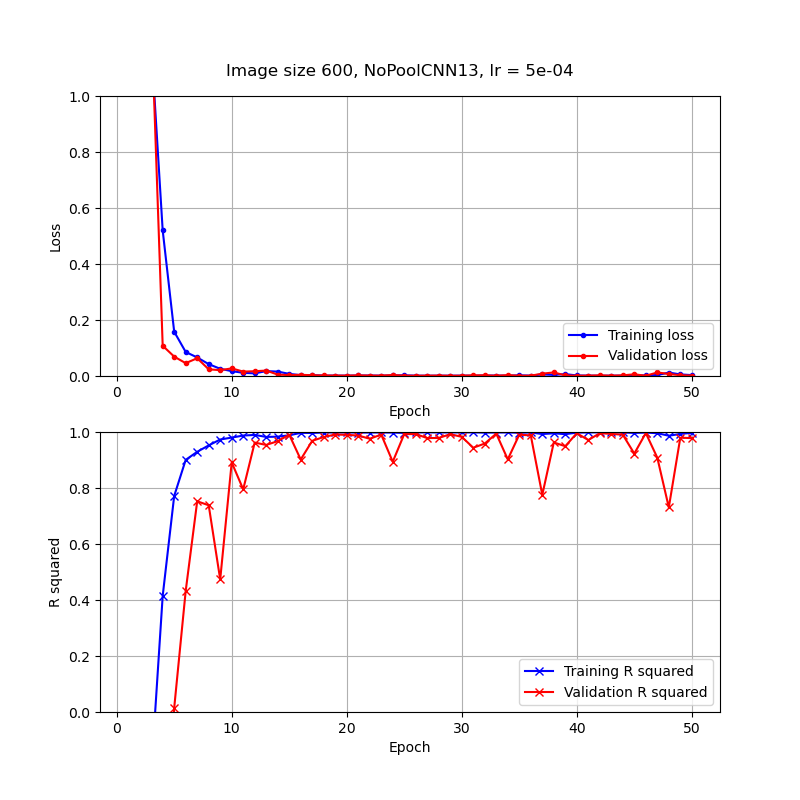 Image size 600, NoPoolCNN13, lr = 5e-04
1.0
0.8
0.6
0.4
0.2
0.0
Loss
Training loss
Validation loss
0 10 20 30 40 50
Epoch
1.0
0.8
0.6
0.4
0.2
0.0
R squared
Training R squared
Validation R squared
0 10 20 30 40 50
Epoch